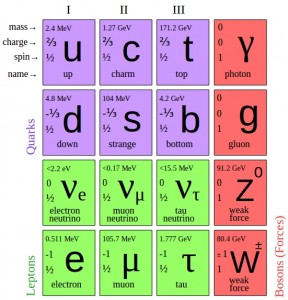 I II III
mass→
charge→
spin→
name→
2.4 MeV
⅔
½
u
up
1.27 GeV
⅔
½
c
charm
171.2 GeV
⅔
½
t
top
0
0
1
γ
photon
Quarks
4.8 MeV
-⅓
½
d
down
104 MeV
-⅓
½
s
strange
4.2 GeV
-⅓
½
b
bottom
0
0
1
g
gluon
<2.2 eV
0
½
νe
electron
neutrino
<0.17 MeV
0
½
νμ
muon
neutrino
<15.5 MeV
0
½
ντ
tau
neutrino
91.2 GeV
0
1
Z0
weak
force
Leptons
0.511 MeV
-1
½
e
electron
105.7 MeV
-1
½
μ
muon
1.777 GeV
-1
½
τ
tau
80.4 GeV
±1
1
W±
weak
force
Bosons (Forces)